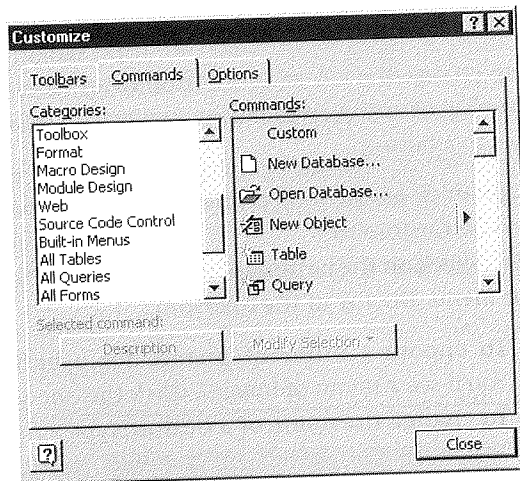 Customize
Toolbars Commands Options
Categories:
Toolbox
Format
Macro Design
Module Design
Web
Source Code Control
Built-in Menus
All Tables
All Queries
All Forms
Commands:
Custom
New Database...
Open Database...
New Object
Table
Query
Selected command:
Description
Modify Selection
Close